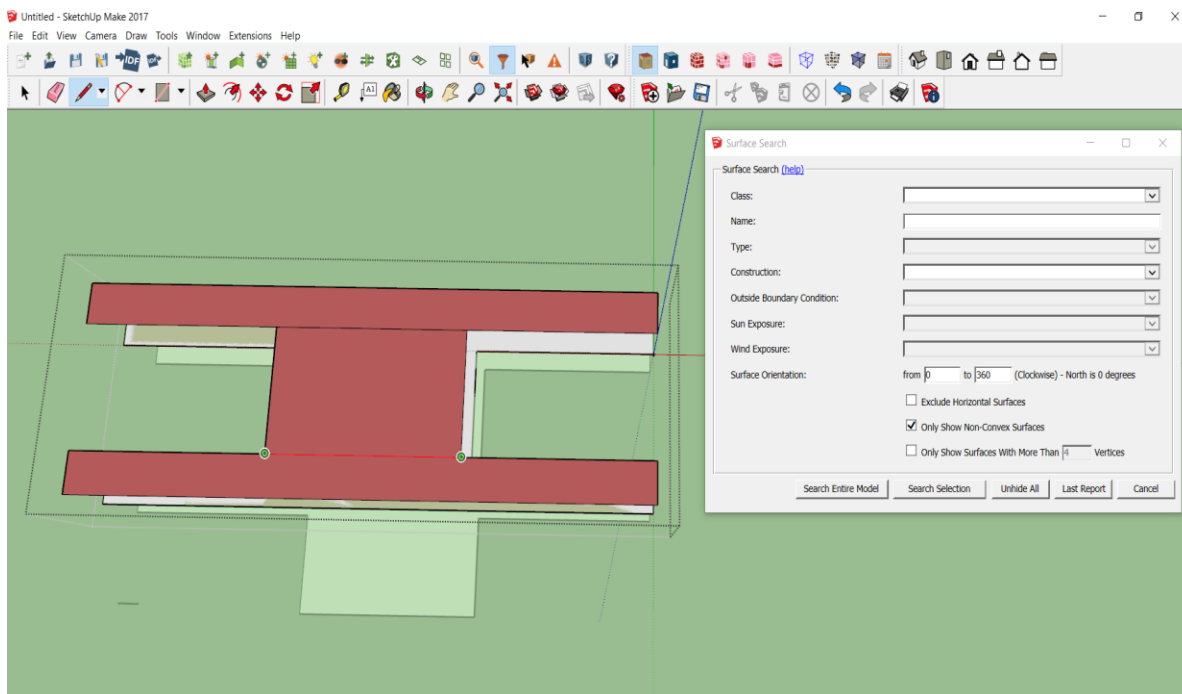 Untitled - SketchUp Make 2017
File Edit View Camera Draw Tools Window Extensions Help
IDF
A1
Surface Search
Surface Search (help)
Class:
Name:
Type:
Construction:
Outside Boundary Condition:
Sun Exposure:
Wind Exposure:
Surface Orientation: from 0 to 360 (Clockwise) - North is 0 degrees
Exclude Horizontal Surfaces
Only Show Non-Convex Surfaces
Only Show Surfaces With More Than 4 Vertices
Search Entire Model Search Selection Unhide All Last Report Cancel